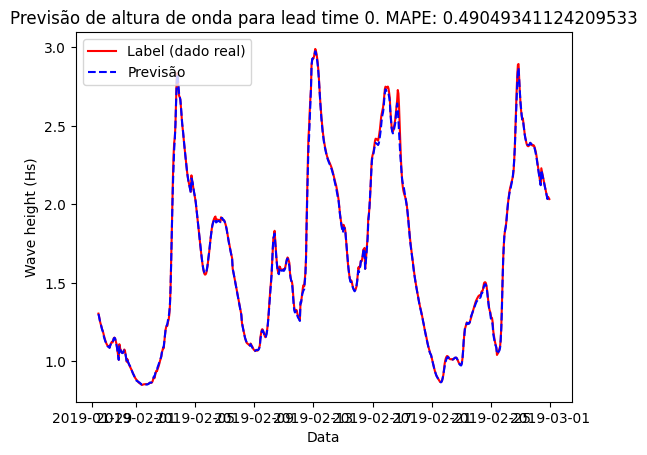 Previsão de altura de onda para lead time 0. MAPE: 0.49049341124209533
Label (dado real)
Previsão
Wave height (Hs)
3.0
2.5
2.0
1.5
1.0
2019-01-29
2019-02-01
2019-02-05
2019-02-09
2019-02-13
2019-02-17
2019-02-21
2019-02-25
2019-03-01
Data